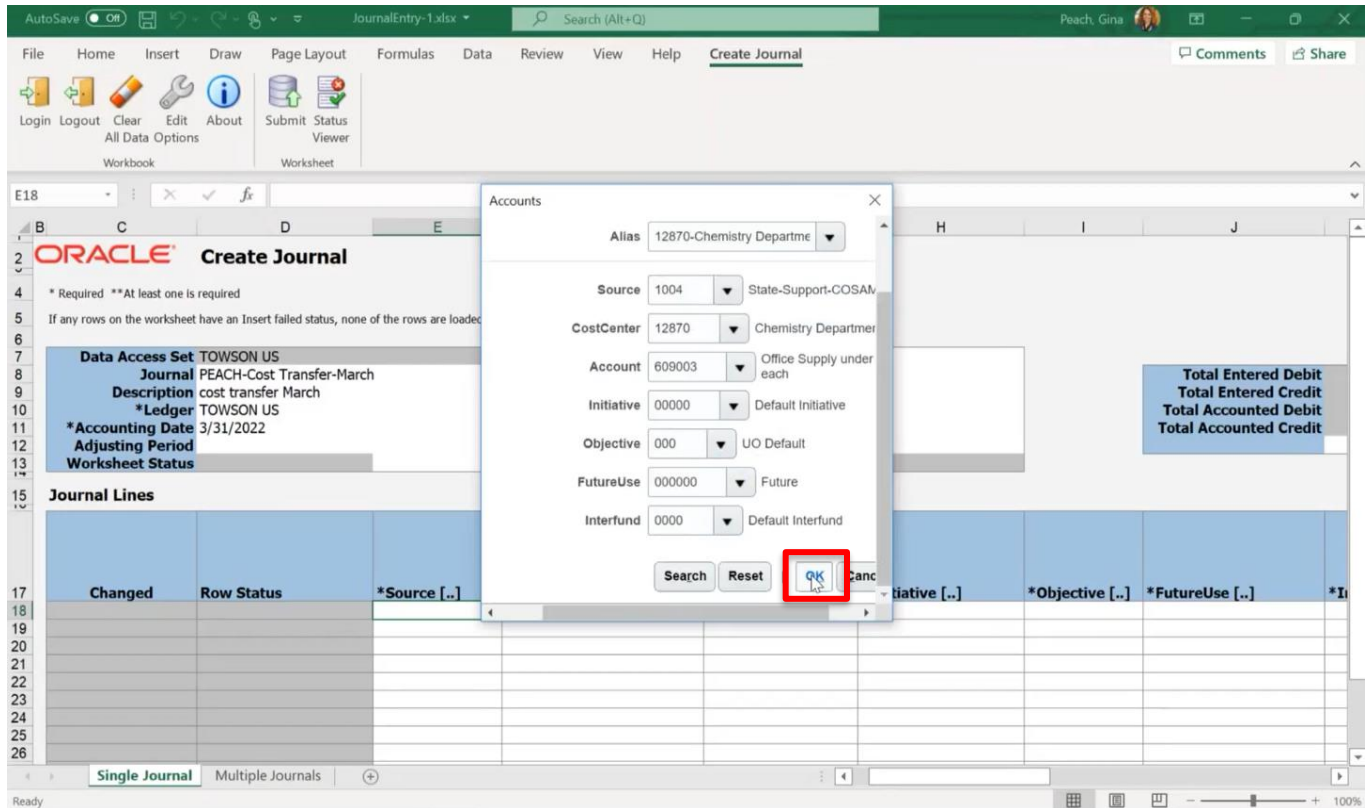 AutoSave Off JournalEntry-1.xlsx Search (Alt+Q) Peach, Gina
File Home Insert Draw Page Layout Formulas Data Review View Help Create Journal Comments Share
Login Logout Clear All Data Edit Options About Submit Status Viewer
Workbook Worksheet
E18 fx
B C D E H I J
2 ORACLE Create Journal
4 * Required **At least one is required
5 If any rows on the worksheet have an Insert failed status, none of the rows are loaded
6
7 Data Access Set TOWSON US
8 Journal PEACH-Cost Transfer-March
9 Description cost transfer March
10 *Ledger TOWSON US
11 *Accounting Date 3/31/2022
12 Adjusting Period
13 Worksheet Status
Total Entered Debit
Total Entered Credit
Total Accounted Debit
Total Accounted Credit
15 Journal Lines
17 Changed Row Status *Source [..] tiative [..] *Objective [..] *FutureUse [..] *I
18
19
20
21
22
23
24
25
26
Accounts
Alias 12870-Chemistry Departme
Source 1004 State-Support-COSAM
CostCenter 12870 Chemistry Departmer
Account 609003 Office Supply under each
Initiative 00000 Default Initiative
Objective 000 UO Default
FutureUse 000000 Future
Interfund 0000 Default Interfund
Search Reset OK Canc
Single Journal Multiple Journals
Ready 100%